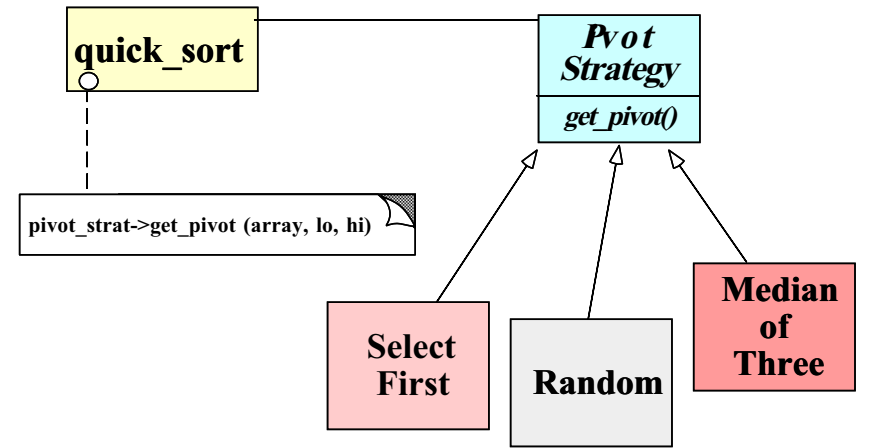 quick_sort
Pvot
Strategy
get_pivot()
pivot_strat->get_pivot (array, lo, hi)
Select
First
Random
Median
of
Three